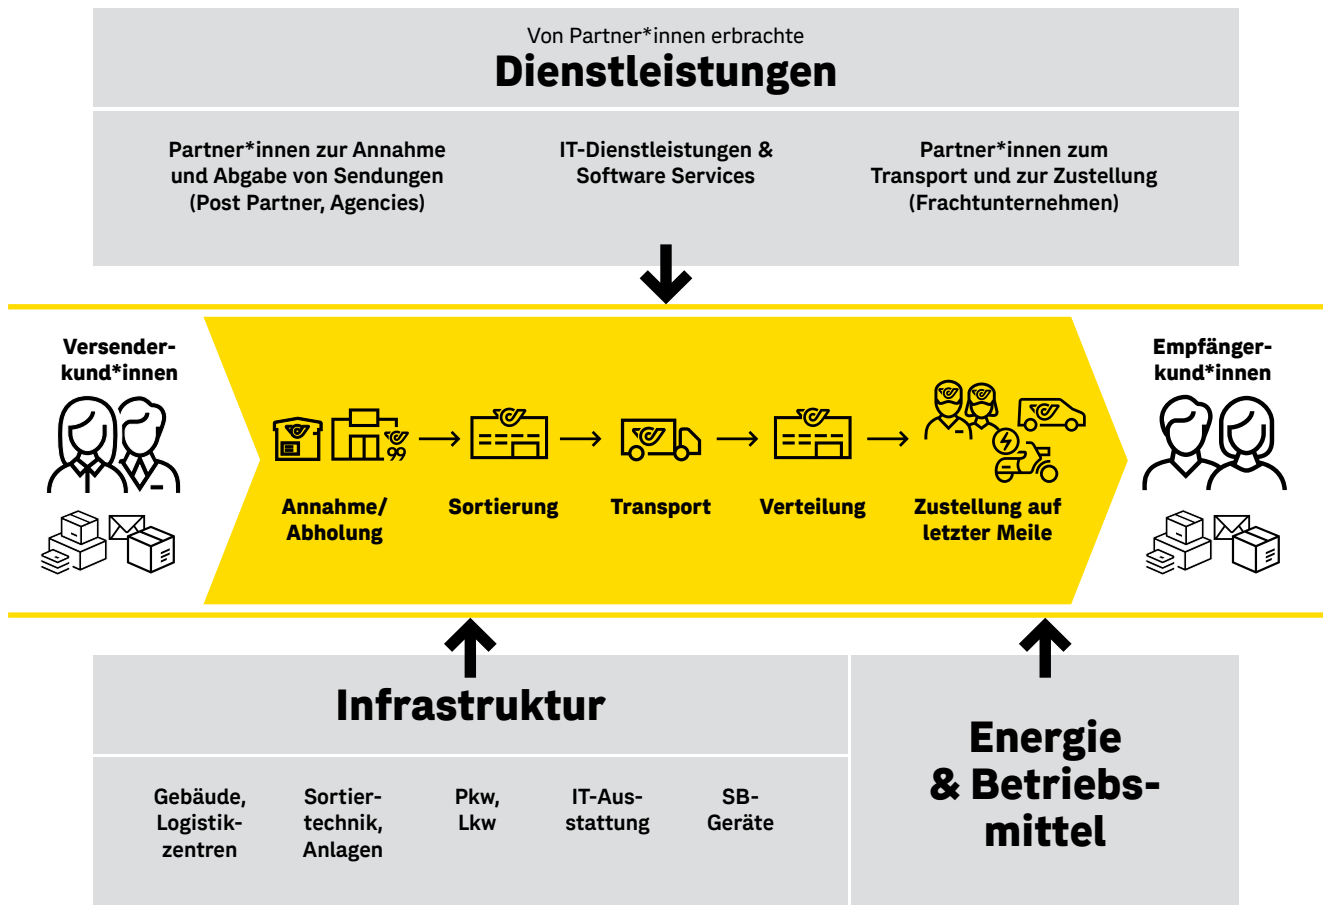 Von Partner*innen erbrachte
Dienstleistungen
Partner*innen zur Annahme
und Abgabe von Sendungen
(Post Partner, Agencies)
IT-Dienstleistungen &
Software Services
Partner*innen zum
Transport und zur Zustellung
(Frachtunternehmen)
Versender-
kund*innen
Empfänger-
kund*innen
99
Annahme/
Abholung
Sortierung
Transport
Verteilung
Zustellung auf
letzter Meile
Infrastruktur
Gebäude,
Logistik-
zentren
Sortier-
technik,
Anlagen
Pkw,
Lkw
IT-Aus-
stattung
SB-
Geräte
Energie
& Betriebs-
mittel